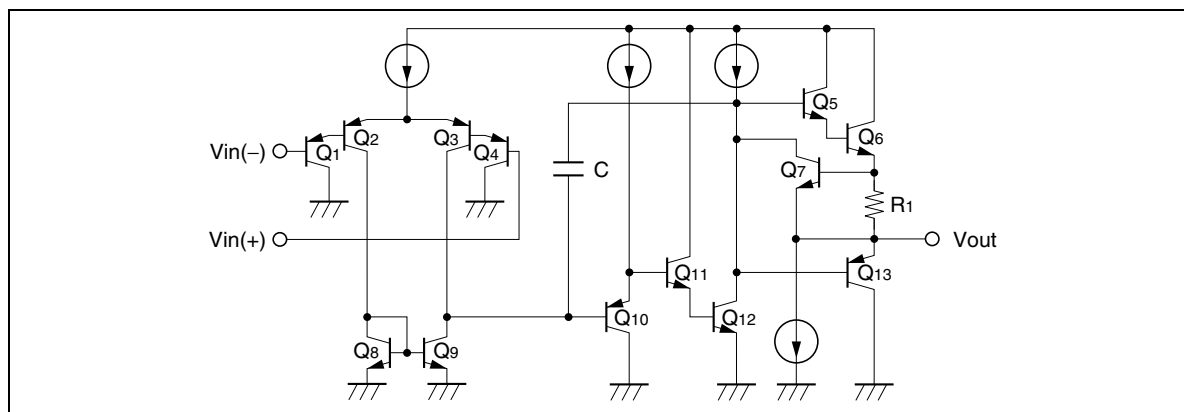 Q5
Q2
Q3
Q6
Vin(−)
Q1
Q4
C
Q7
R1
Vin(+)
Vout
Q11
Q13
Q10
Q12
Q8
Q9